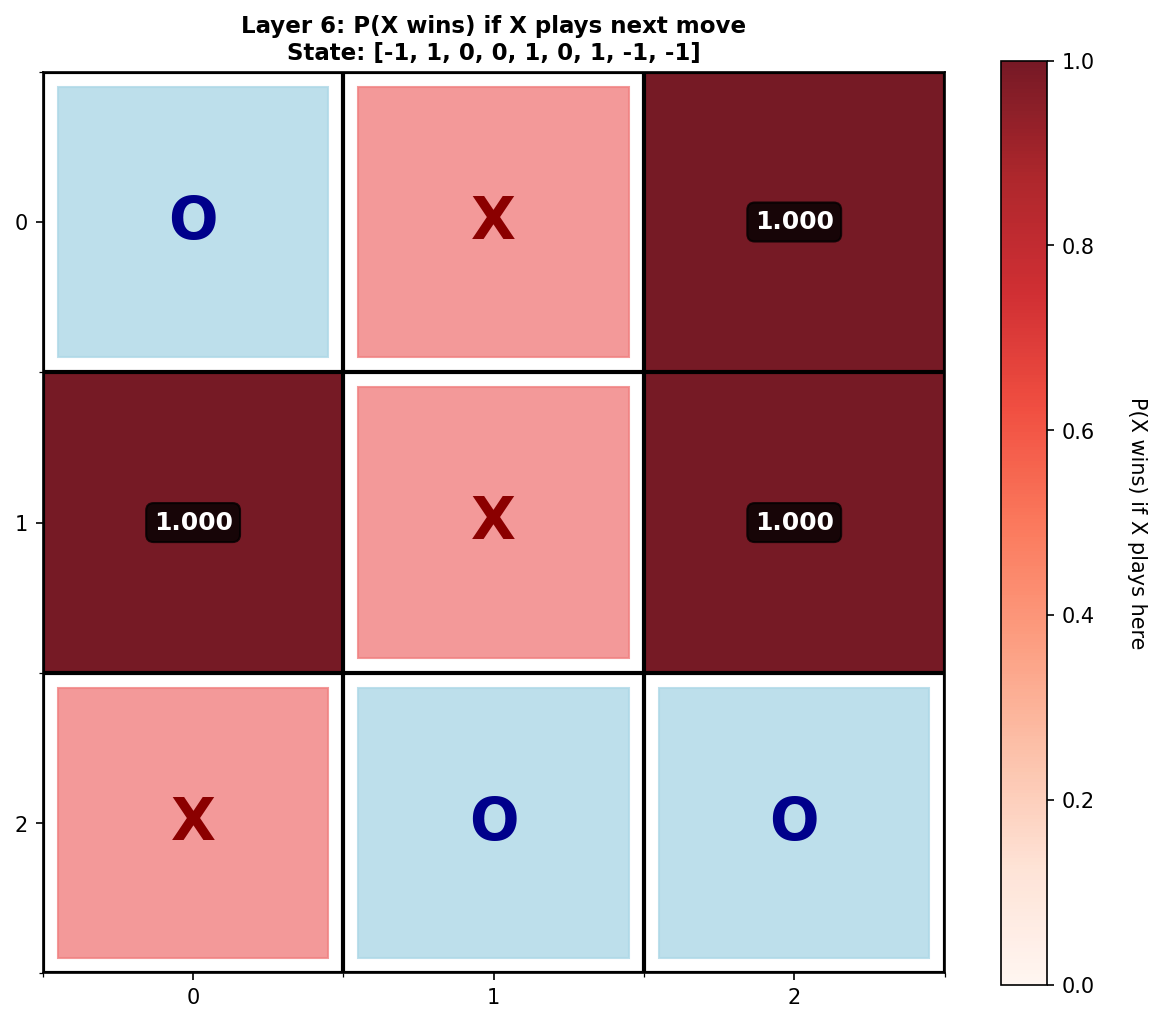 Layer 6: P(X wins) if X plays next move
State: [-1, 1, 0, 0, 1, 0, 1, -1, -1]
0
O
X
1.000
1
1.000
X
1.000
2
X
O
O
0
1
2
1.0
0.8
0.6
0.4
0.2
0.0
P(X wins) if X plays here